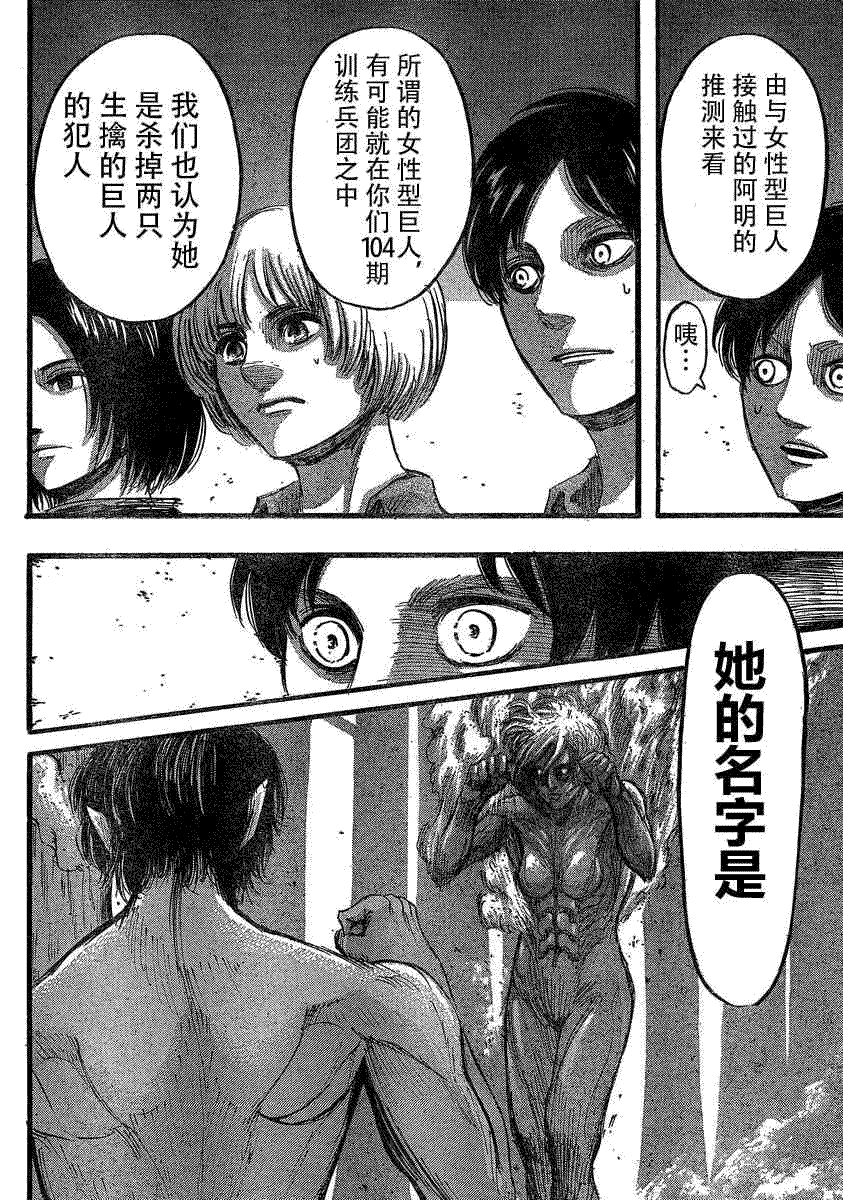 由与女性型巨人
接触过的阿明的
推测来看
咦…
所谓的女性型巨人,
有可能就在你们104期
训练兵团之中
我们也认为她
是杀掉两只
生擒的巨人
的犯人
她的名字是